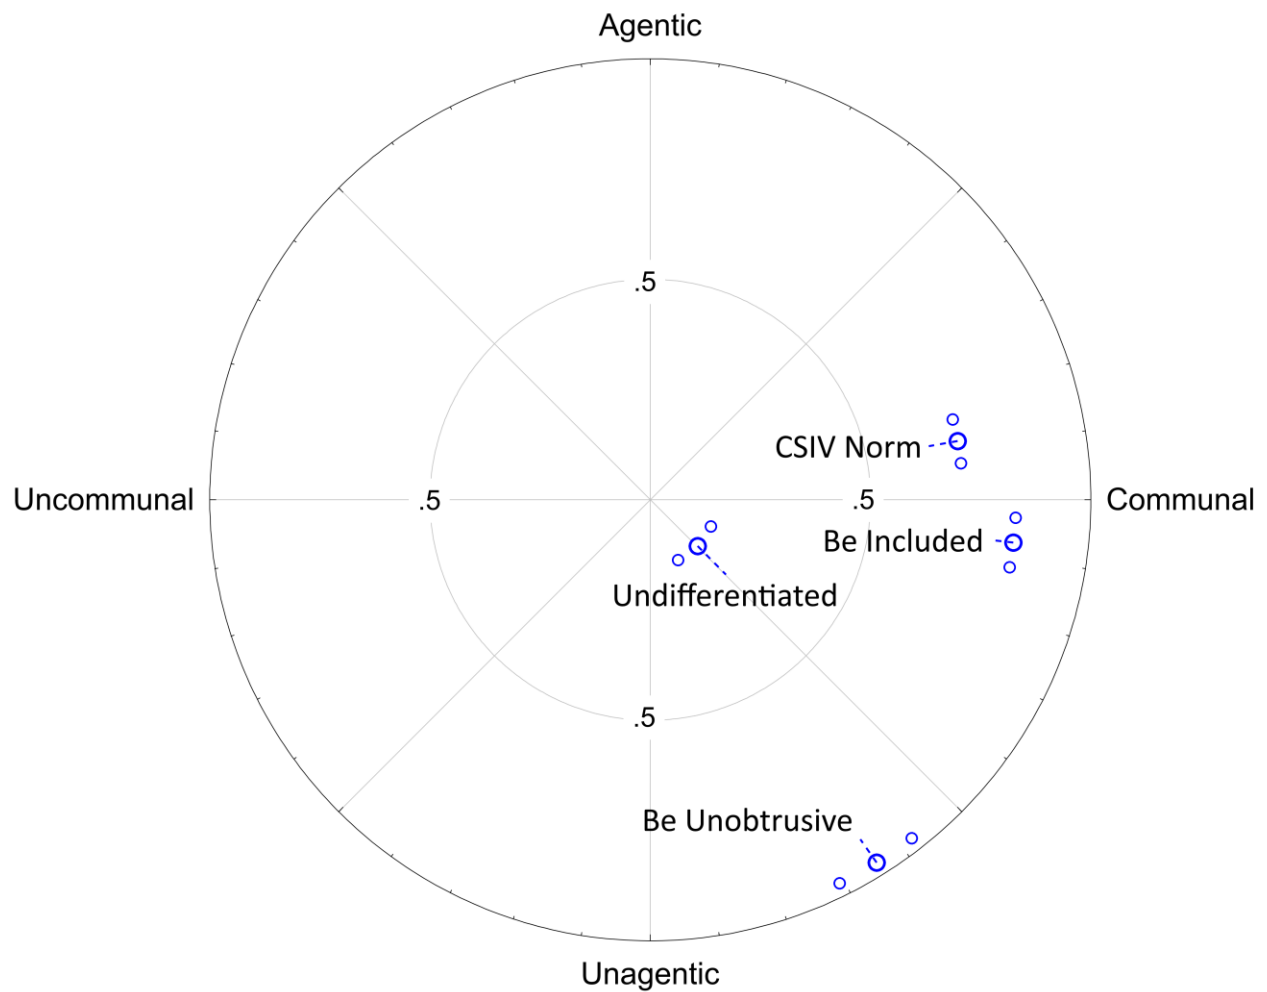 Agentic
.5
CSIV Norm
Uncommunal
.5
.5
Communal
Be Included
Undifferentiated
.5
Be Unobtrusive
Unagentic